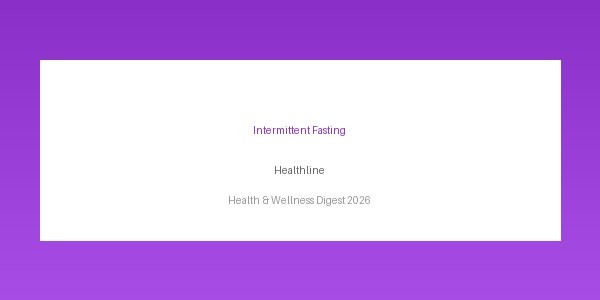 Intermittent Fasting
Healthline
Health & Wellness Digest 2026